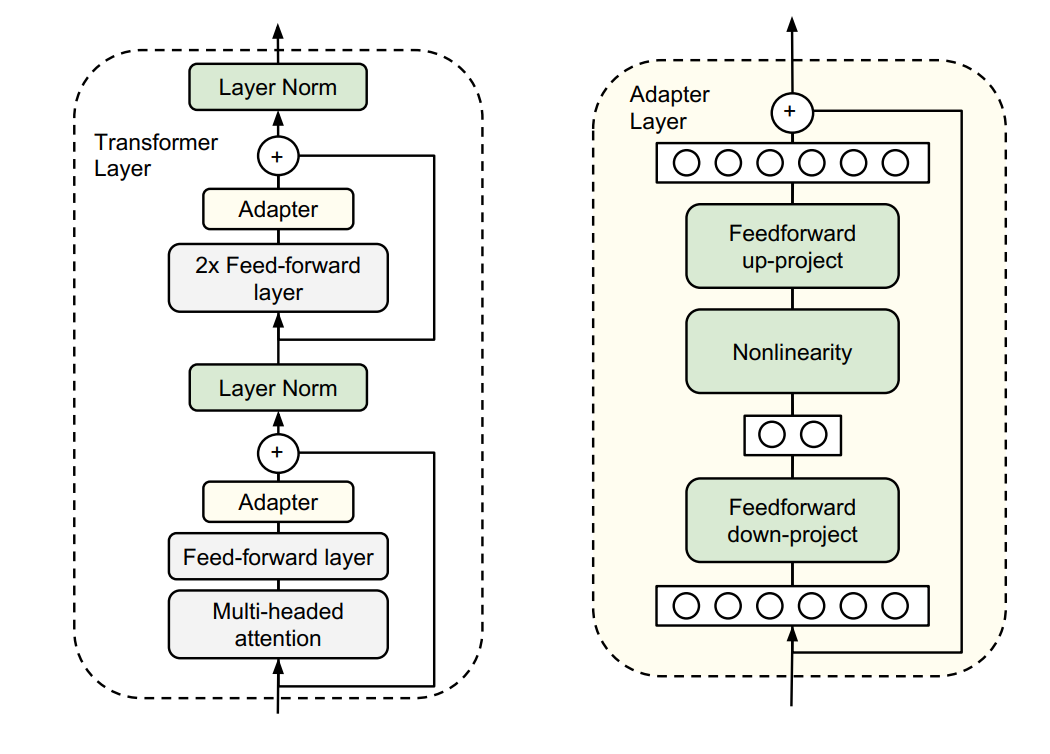 Layer Norm
Transformer
Layer
+
Adapter
2x Feed-forward
layer
Layer Norm
+
Adapter
Feed-forward layer
Multi-headed
attention
Adapter
Layer
+
Feedforward
up-project
Nonlinearity
Feedforward
down-project